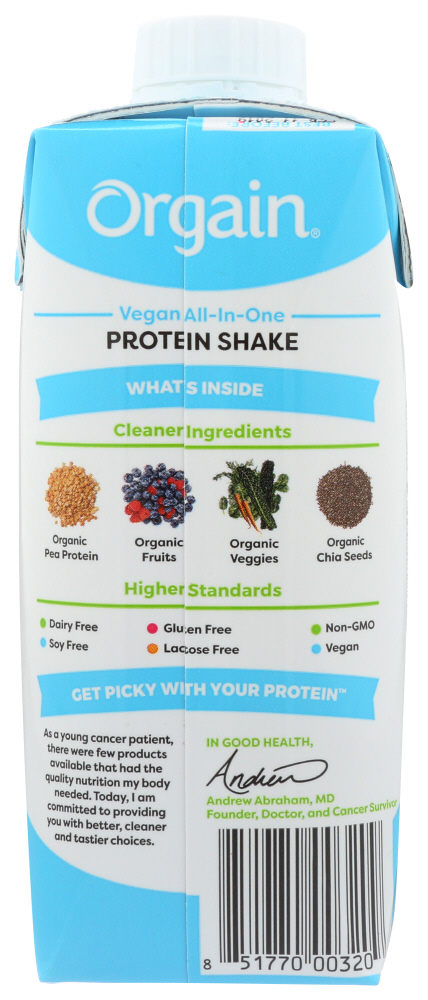 BEST BEFORE:
Orgain®
Vegan All-In-One
PROTEIN SHAKE
WHAT'S INSIDE
Cleaner Ingredients
Organic
Pea Protein
Organic
Fruits
Organic
Veggies
Organic
Chia Seeds
Higher Standards
Dairy Free
Gluten Free
Non-GMO
Soy Free
Lactose Free
Vegan
GET PICKY WITH YOUR PROTEIN™
As a young cancer patient,
there were few products
available that had the
quality nutrition my body
needed. Today, I am
committed to providing
you with better, cleaner
and tastier choices.
IN GOOD HEALTH,
Andrew
Andrew Abraham, MD
Founder, Doctor, and Cancer Survivor
8 51770 00320